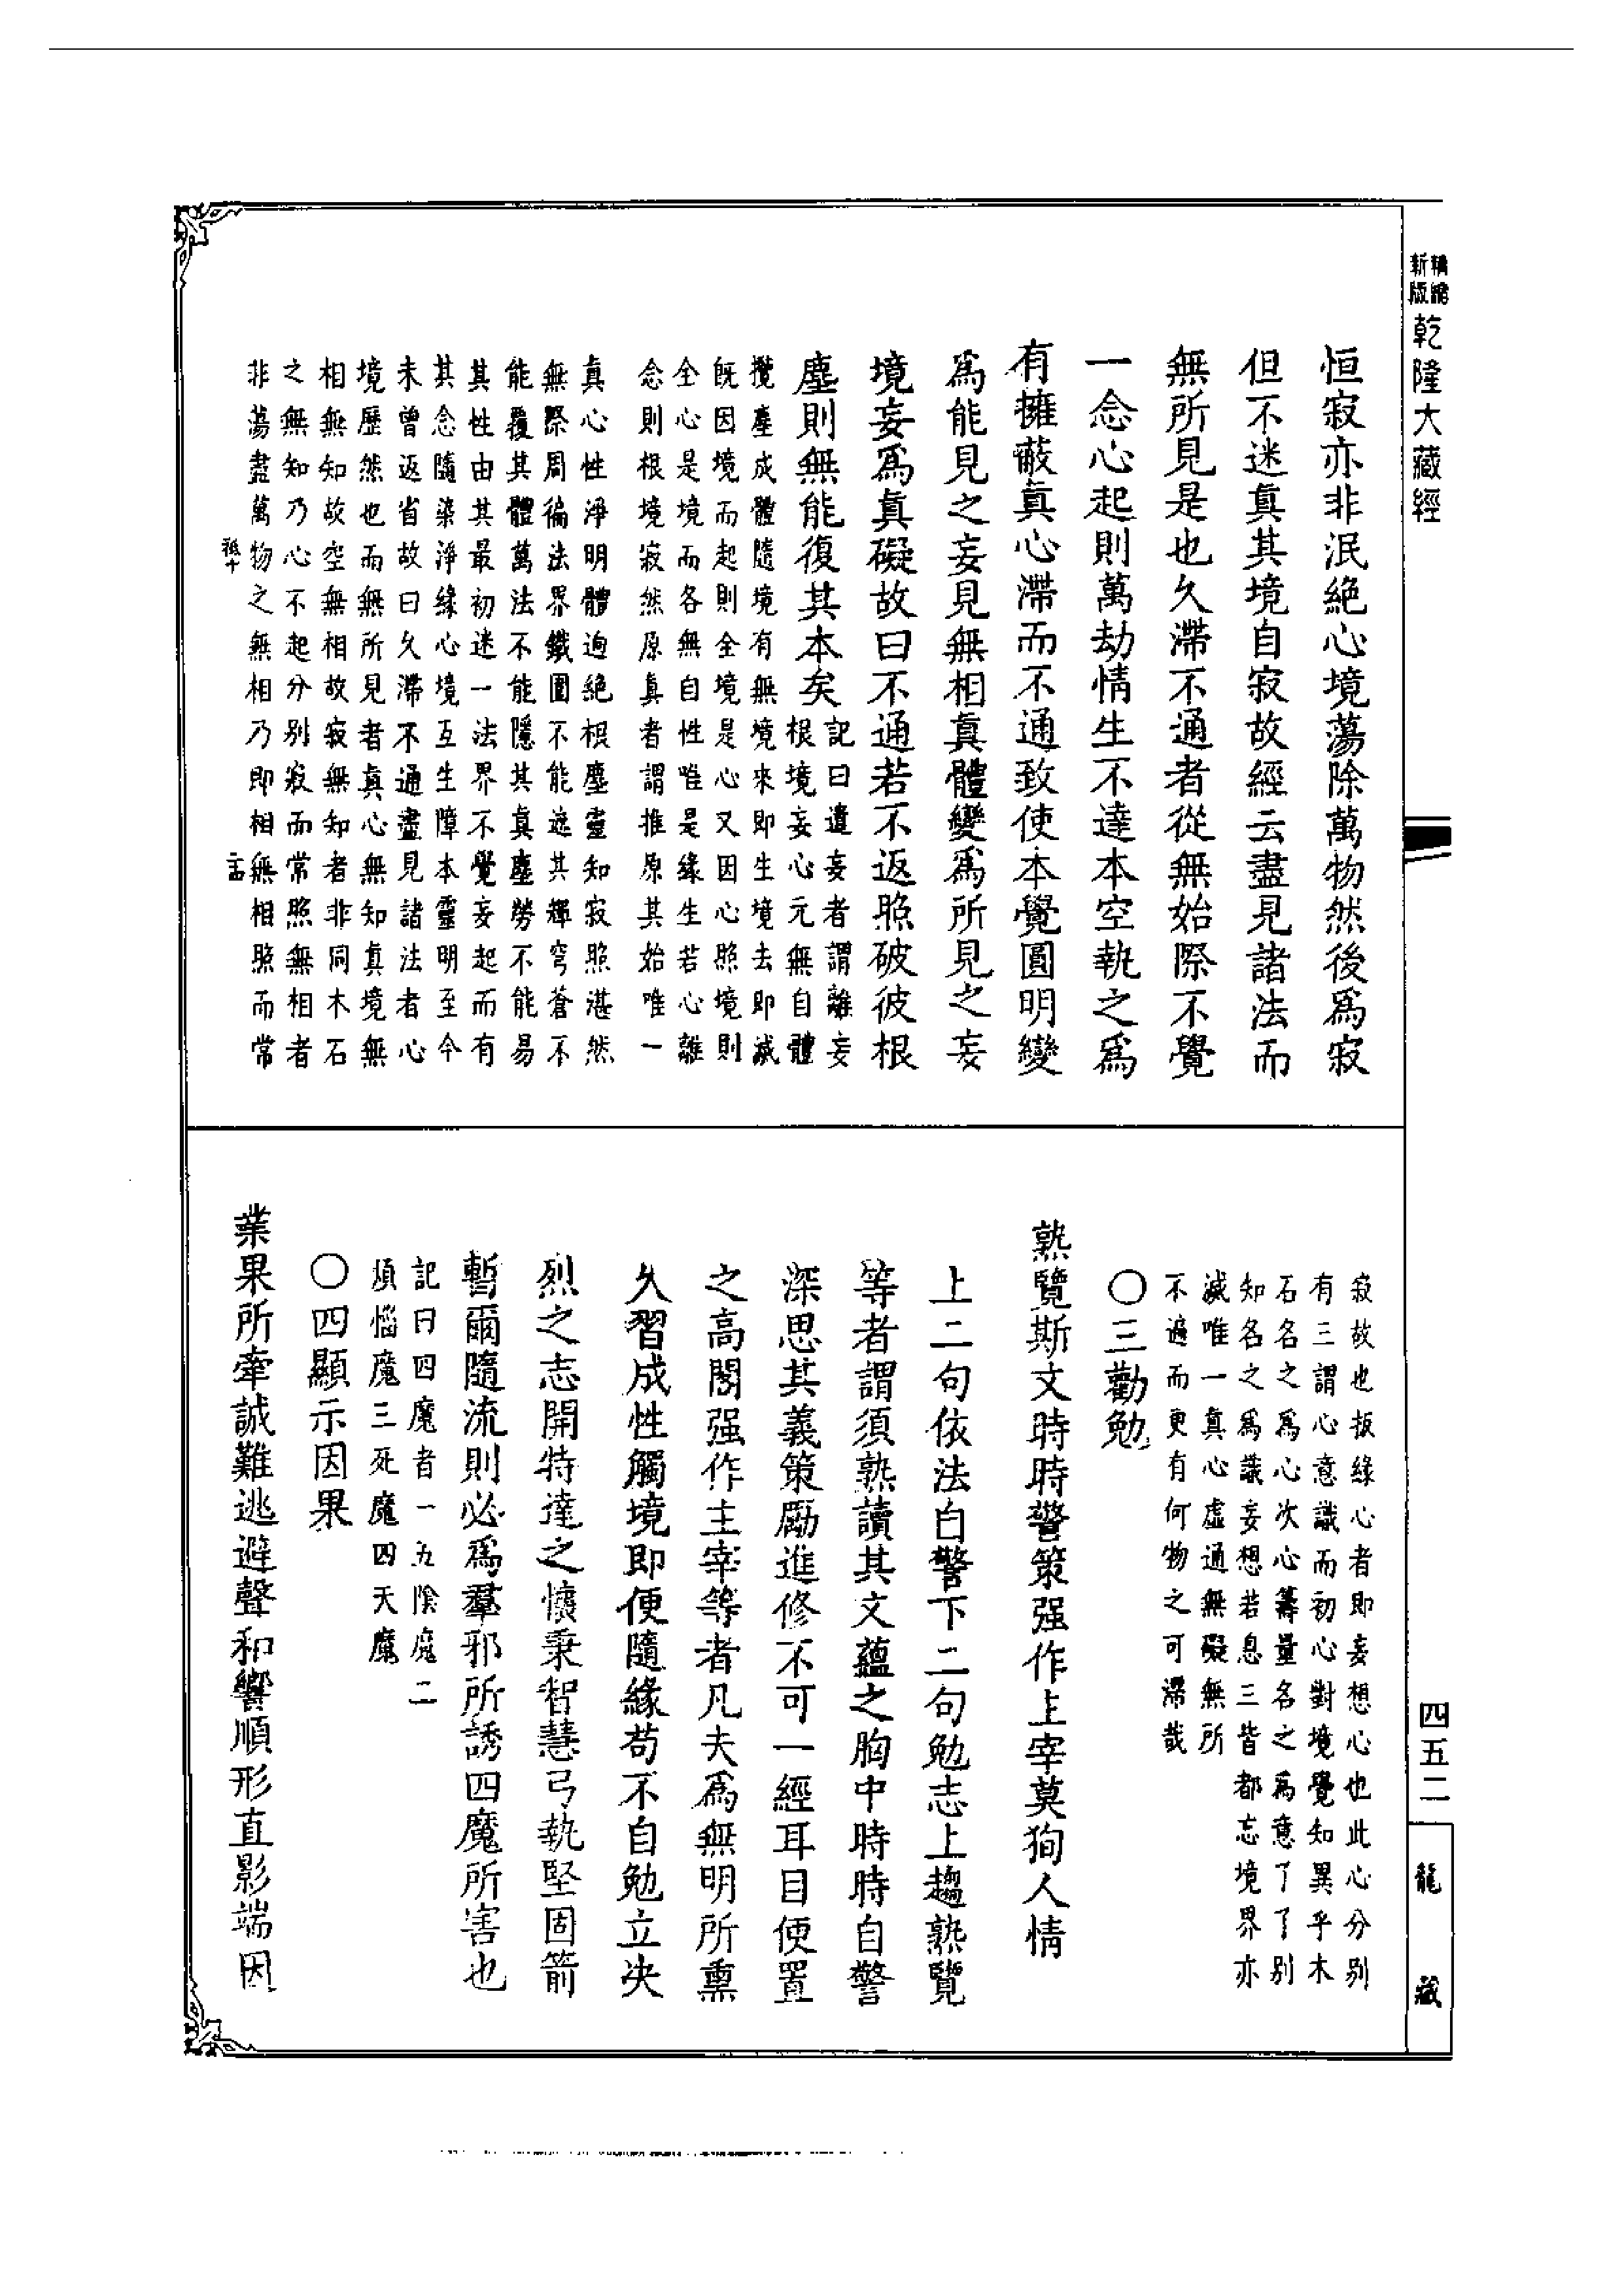 精縮
新版
乾隆大藏經
恒寂亦非泯絕心境蕩除萬物然後爲寂
但不迷真其境自寂故經云盡見諸法而
無所見是也久滯不通者從無始際不覺
一念心起則萬劫情生不達本空執之爲
有擁蔽真心滯而不通致使本覺圓明變
爲能見之妄見無相真體變爲所見之妄
境妄爲真礙故曰不通若不返照破彼根
塵則無能復其本矣
記曰遣妄者謂離妄
根境妄心元無自體
攬塵成體隨境有無境來即生境去即滅
既因境而起則全境是心又因心照境則
全心是境而各無自性唯是緣生若心離
念則根境寂然原真者謂推原其始唯一
真心性淨明體迥絕根塵靈知寂照湛然
無際周徧法界鐵圍不能遮其輝穹蒼不
能覆其體萬法不能隱其真塵勞不能易
其性由其最初迷一法界不覺妄起而有
其念隨染淨緣心境互生障本靈明至今
未曾返省故曰久滯不通盡見諸法者心
境歷然也而無所見者真心無知真境無
相無知故空無相故寂無知者非同木石
之無知乃心不起分別寂而常照無相者
非蕩盡萬物之無相乃即相無相照而常
寂故也扳緣心者即妄想心也此心分別
有三謂心意識而初心對境覺知異乎木
石名之爲心次心籌量名之爲意了了別
知名之爲識妄想若息三皆都忘境界亦
滅唯一真心虛通無礙無所
不遍而更有何物之可滯哉
〇三勸勉
熟覽斯文時時警策强作主宰莫狥人情
上二句依法自警下二句勉志上趨熟覽
等者謂須熟讀其文蘊之胸中時時自警
深思其義策勵進修不可一經耳目便置
之高閣强作主宰等者凡夫爲無明所熏
久習成性觸境即便隨緣苟不自勉立決
烈之志開特達之懷秉智慧弓執堅固箭
暫爾隨流則必爲羣邪所誘四魔所害也
記曰四魔者一五陰魔二
煩惱魔三死魔四天魔
〇四顯示因果
業果所牽誠難逃避聲和響順形直影端因
四五二
龍藏